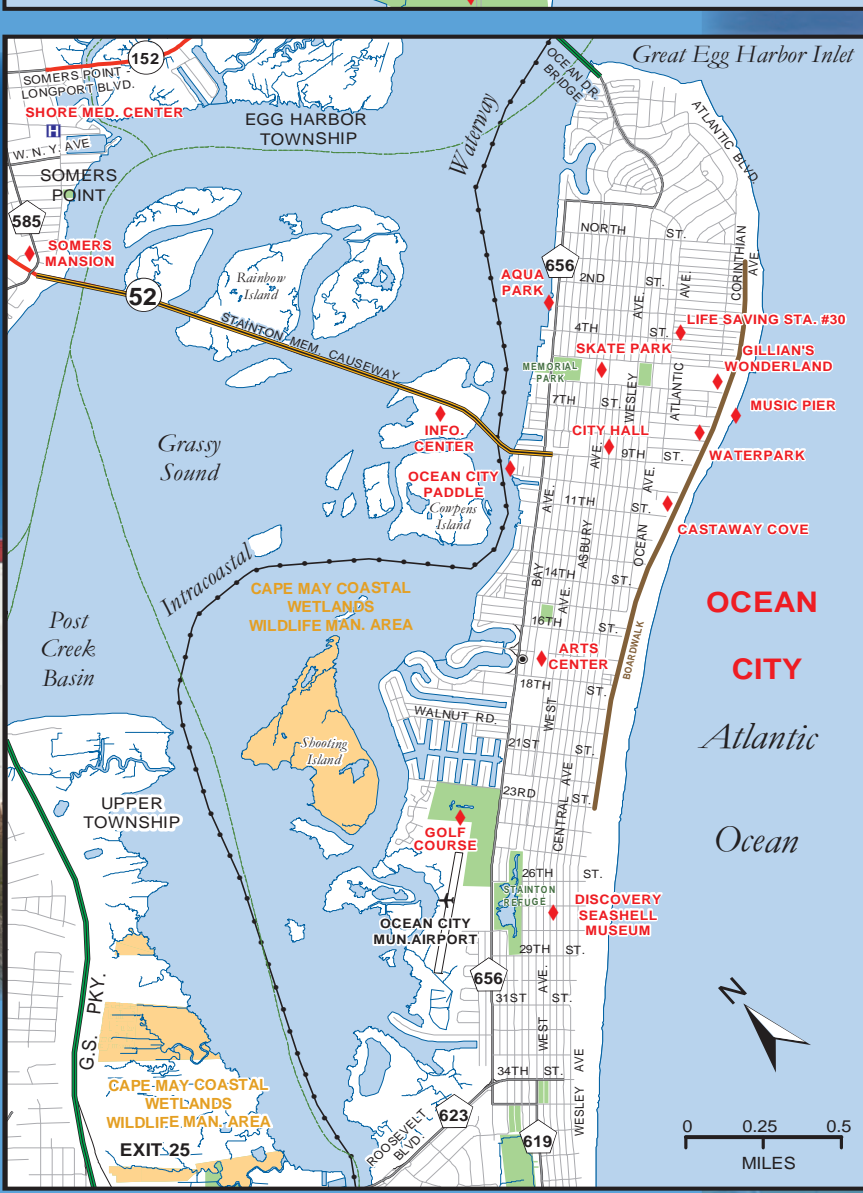 Great Egg Harbor Inlet
152
SOMERS POINT -
LONGPORT BLVD.
OCEAN DR.
BRIDGE
SHORE MED. CENTER
H
EGG HARBOR
TOWNSHIP
Waterway
ATLANTIC BLVD.
W. N.Y. AVE
SOMERS
POINT
585
SOMERS
MANSION
NORTH ST.
CORINTHIAN
AVE.
656
AQUA
PARK
2ND ST.
AVE.
AVE.
52
Rainbow
Island
STAINTON MEM. CAUSEWAY
4TH ST.
LIFE SAVING STA. #30
SKATE PARK
GILLIAN'S
WONDERLAND
MEMORIAL
PARK
WESLEY
ATLANTIC
7TH ST.
MUSIC PIER
INFO.
CENTER
CITY HALL
9TH ST.
WATERPARK
Grassy
Sound
OCEAN CITY
PADDLE
Cowpens
Island
AVE.
AVE.
AVE.
11TH ST.
CASTAWAY COVE
ASBURY
OCEAN
Intracoastal
BAY
14TH ST.
AVE.
CAPE MAY COASTAL
WETLANDS
WILDLIFE MAN. AREA
OCEAN
CITY
Post
Creek
Basin
16TH ST.
BOARDWALK
ARTS
CENTER
18TH ST.
WALNUT RD.
WEST
Atlantic
Ocean
Shooting
Island
21ST ST.
23RD ST.
CENTRAL AVE
UPPER
TOWNSHIP
GOLF
COURSE
26TH ST.
STAINTON
REFUGE
DISCOVERY
SEASHELL
MUSEUM
OCEAN CITY
MUN.AIRPORT
29TH ST.
656
31ST ST.
WEST AVE.
N
G.S. PKY.
34TH ST.
WESLEY AVE
CAPE MAY COASTAL
WETLANDS
WILDLIFE MAN. AREA
EXIT 25
ROOSEVELT
BLVD.
623
619
0 0.25 0.5
MILES